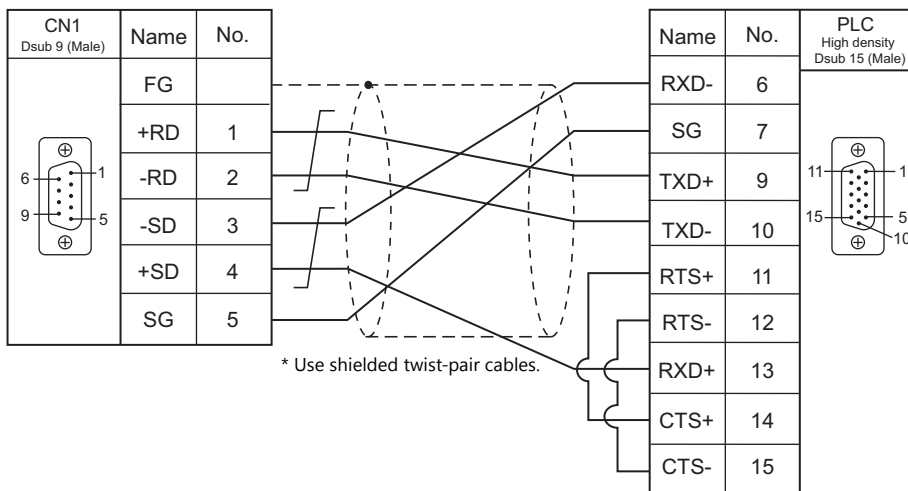 CN1
Dsub 9 (Male)
Name No.
FG
+RD 1
-RD 2
-SD 3
+SD 4
SG 5
6
1
9
5
* Use shielded twist-pair cables.
Name No.
PLC
High density
Dsub 15 (Male)
RXD- 6
SG 7
TXD+ 9
TXD- 10
RTS+ 11
RTS- 12
RXD+ 13
CTS+ 14
CTS- 15
11
1
15
5
10